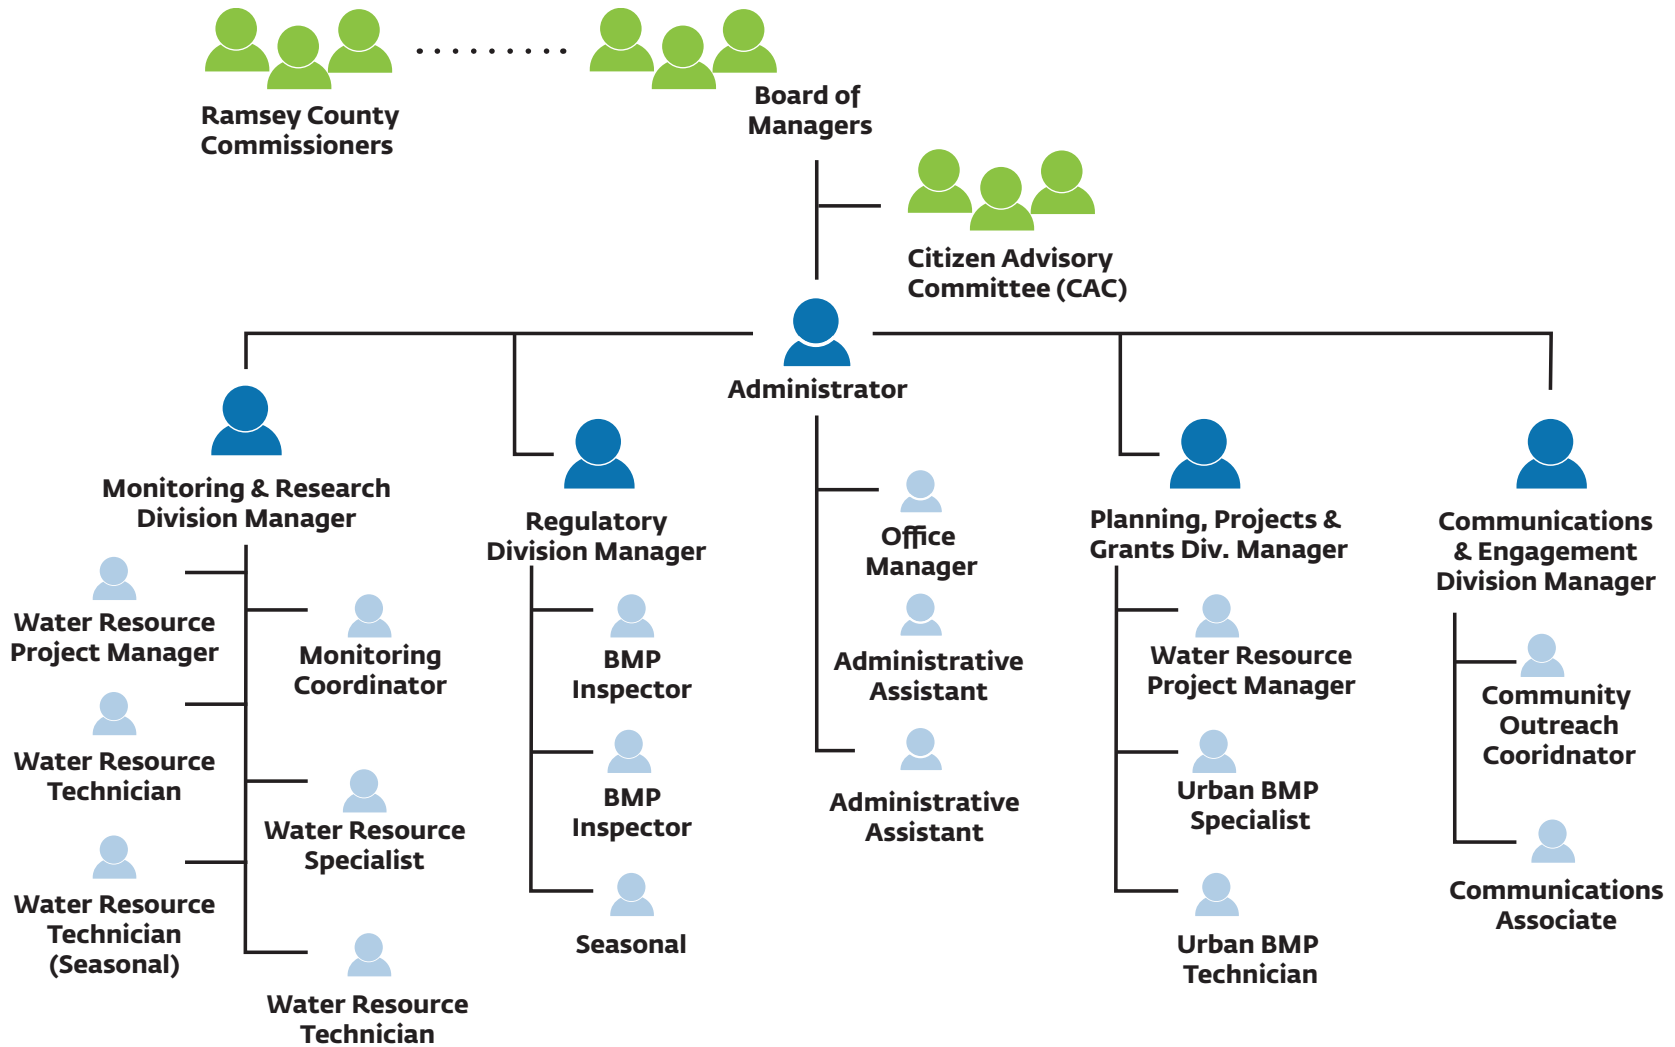 Ramsey County
Commissioners
Board of
Managers
Citizen Advisory
Committee (CAC)
Administrator
Monitoring & Research
Division Manager
Water Resource
Project Manager
Monitoring
Coordinator
Water Resource
Technician
Water Resource
Specialist
Water Resource
Technician
(Seasonal)
Water Resource
Technician
Regulatory
Division Manager
BMP
Inspector
BMP
Inspector
Seasonal
Office
Manager
Administrative
Assistant
Administrative
Assistant
Planning, Projects &
Grants Div. Manager
Water Resource
Project Manager
Urban BMP
Specialist
Urban BMP
Technician
Communications
& Engagement
Division Manager
Community
Outreach
Cooridnator
Communications
Associate